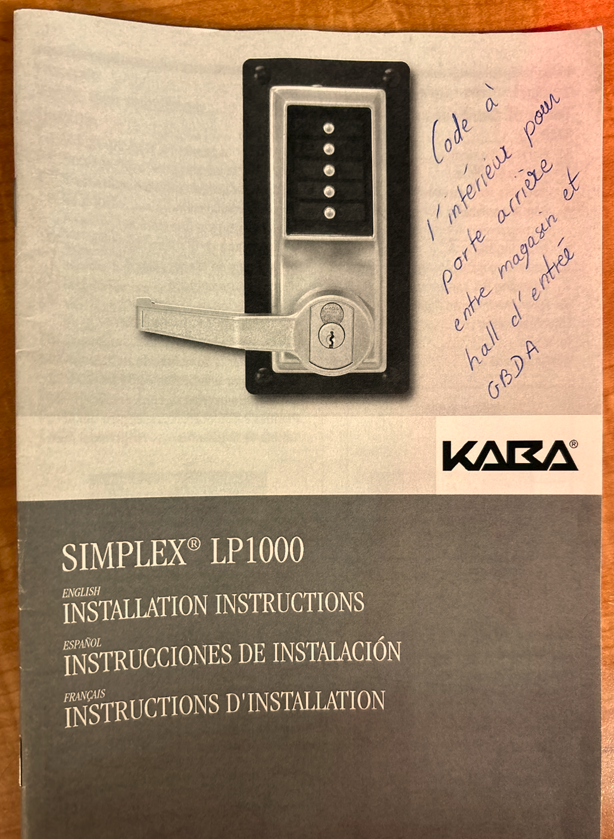 Code à
l'intérieur pour
porte arrière
entre magasin et
hall d'entrée
GBDA
KABA®
SIMPLEX® LP1000
ENGLISH
INSTALLATION INSTRUCTIONS
ESPAÑOL
INSTRUCCIONES DE INSTALACIÓN
FRANÇAIS
INSTRUCTIONS D'INSTALLATION